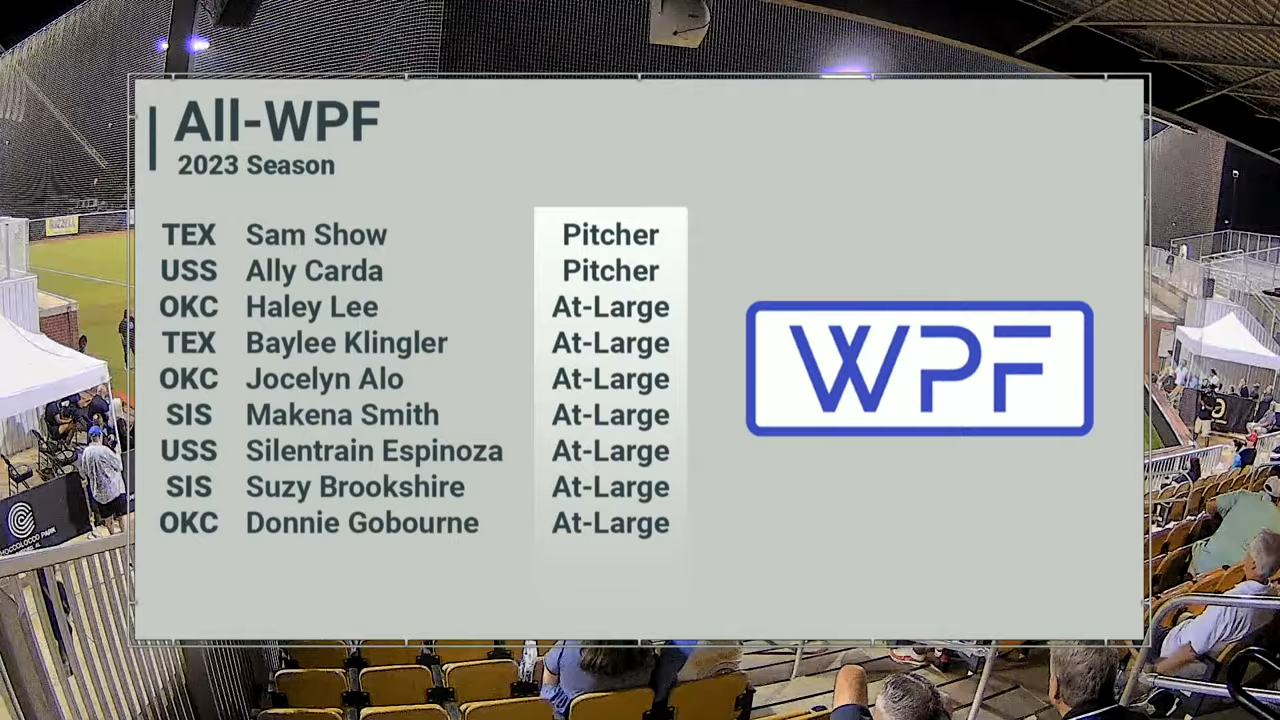 All-WPF
2023 Season
TEX Sam Show Pitcher
USS Ally Carda Pitcher
OKC Haley Lee At-Large
TEX Baylee Klingler At-Large
OKC Jocelyn Alo At-Large
SIS Makena Smith At-Large
USS Silentrain Espinoza At-Large
SIS Suzy Brookshire At-Large
OKC Donnie Gobourne At-Large
WPF
CHOCCOLOCCO PARK